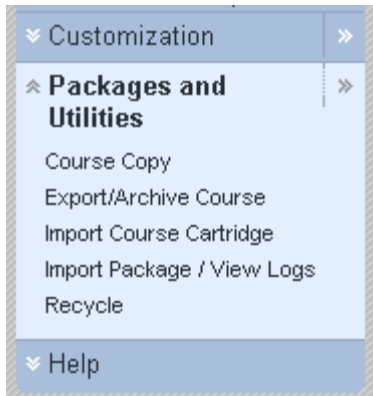 Customization
Packages and
Utilities
Course Copy
Export/Archive Course
Import Course Cartridge
Import Package / View Logs
Recycle
Help